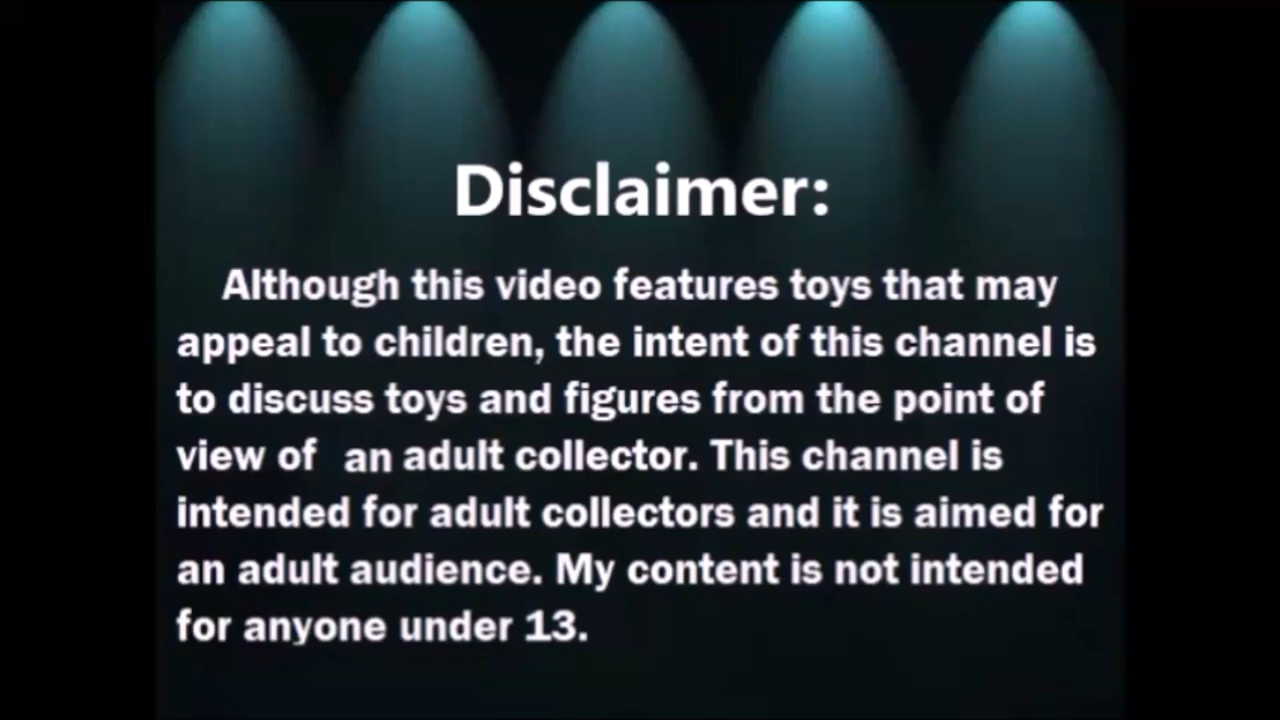 Disclaimer:
Although this video features toys that may
appeal to children, the intent of this channel is
to discuss toys and figures from the point of
view of an adult collector. This channel is
intended for adult collectors and it is aimed for
an adult audience. My content is not intended
for anyone under 13.